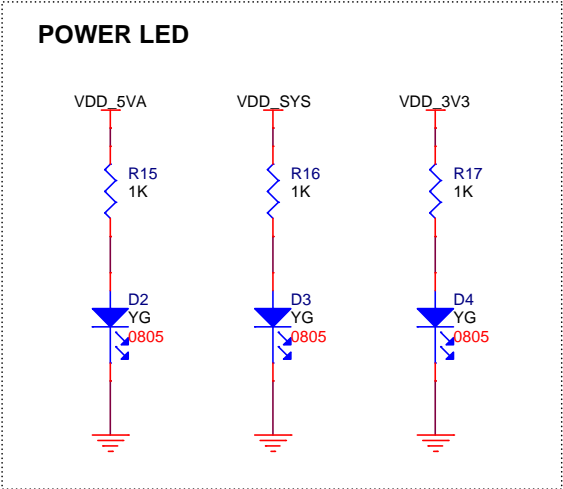 POWER LED
VDD_5VA
VDD_SYS
VDD_3V3
R15
1K
R16
1K
R17
1K
D2
YG
0805
D3
YG
0805
D4
YG
0805